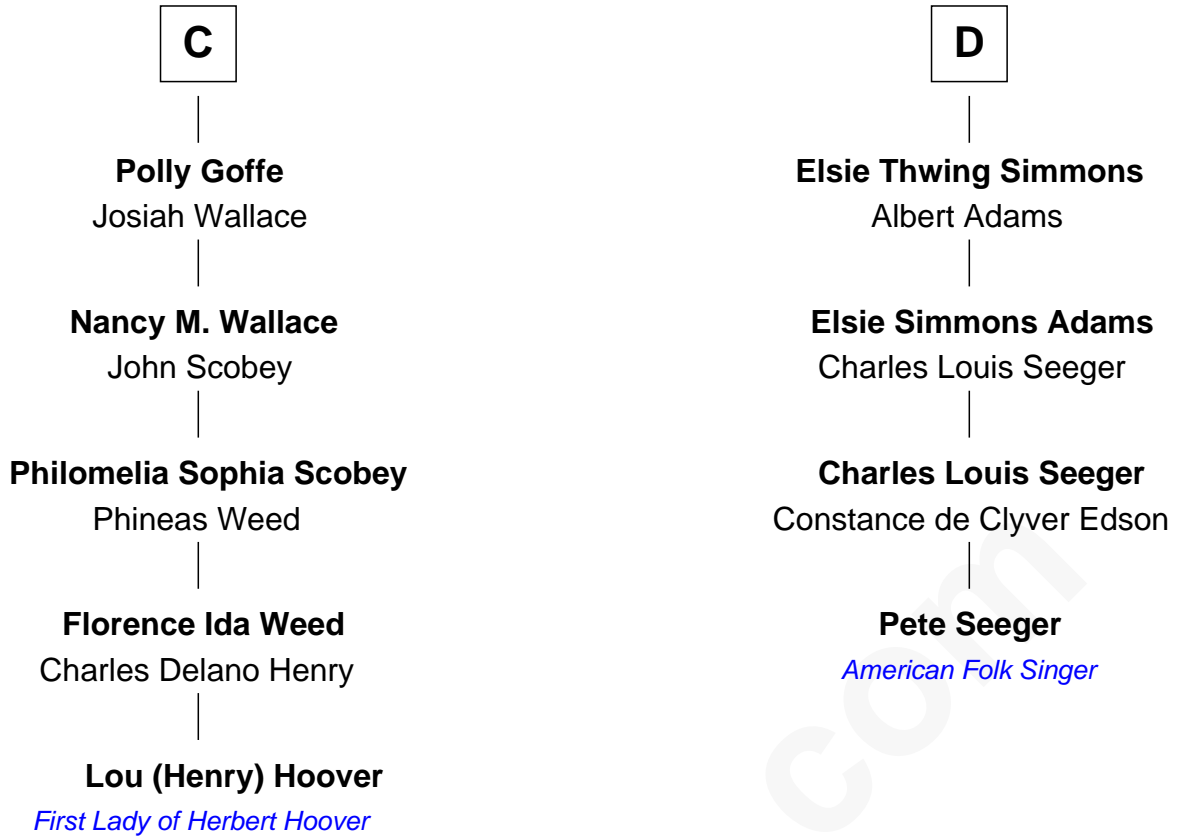 C
Polly Goffe
Josiah Wallace
Nancy M. Wallace
John Scobey
Philomelia Sophia Scobey
Phineas Weed
Florence Ida Weed
Charles Delano Henry
Lou (Henry) Hoover
First Lady of Herbert Hoover
D
Elsie Thwing Simmons
Albert Adams
Elsie Simmons Adams
Charles Louis Seeger
Charles Louis Seeger
Constance de Clyver Edson
Pete Seeger
American Folk Singer
com